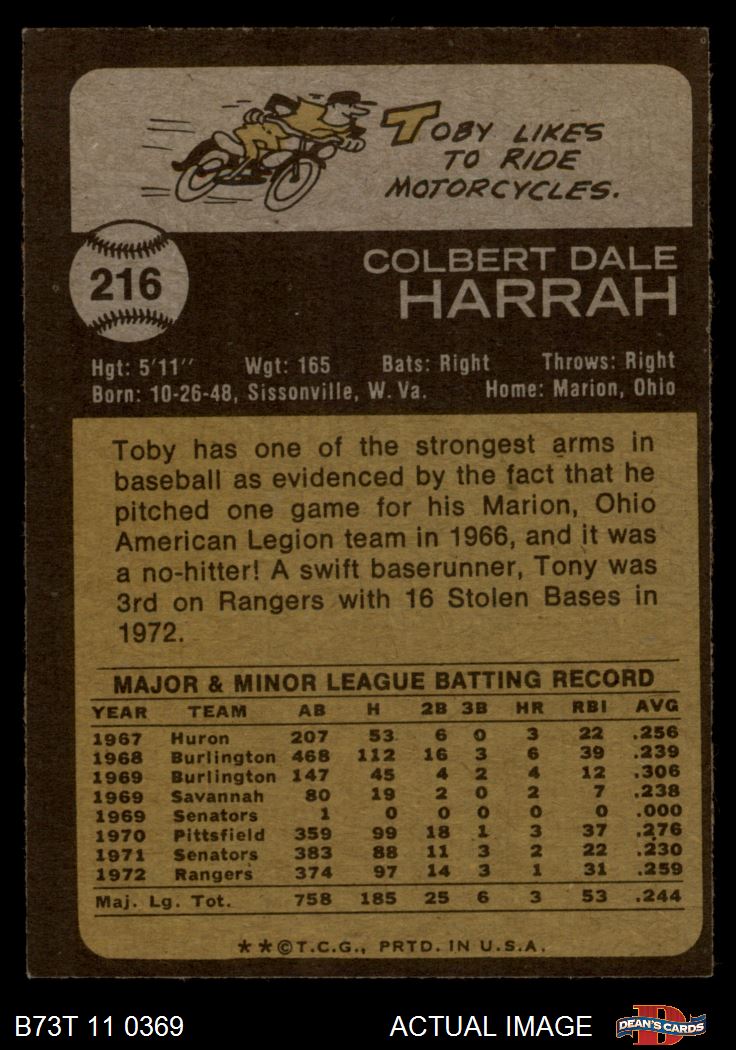 TOBY LIKES
TO RIDE
MOTORCYCLES.
216
COLBERT DALE
HARRAH
Hgt: 5'11'' Wgt: 165 Bats: Right Throws: Right
Born: 10-26-48, Sissonville, W. Va. Home: Marion, Ohio
Toby has one of the strongest arms in
baseball as evidenced by the fact that he
pitched one game for his Marion, Ohio
American Legion team in 1966, and it was
a no-hitter! A swift baserunner, Tony was
3rd on Rangers with 16 Stolen Bases in
1972.
MAJOR & MINOR LEAGUE BATTING RECORD
YEAR TEAM AB H 2B 3B HR RBI AVG
1967 Huron 207 53 6 0 3 22 .256
1968 Burlington 468 112 16 3 6 39 .239
1969 Burlington 147 45 4 2 4 12 .306
1969 Savannah 80 19 2 0 2 7 .238
1969 Senators 1 0 0 0 0 0 .000
1970 Pittsfield 359 99 18 1 3 37 .276
1971 Senators 383 88 11 3 2 22 .230
1972 Rangers 374 97 14 3 1 31 .259
Maj. Lg. Tot. 758 185 25 6 3 53 .244
**©T.C.G., PRTD. IN U.S.A.
B73T 11 0369 ACTUAL IMAGE D DEAN'S CARDS